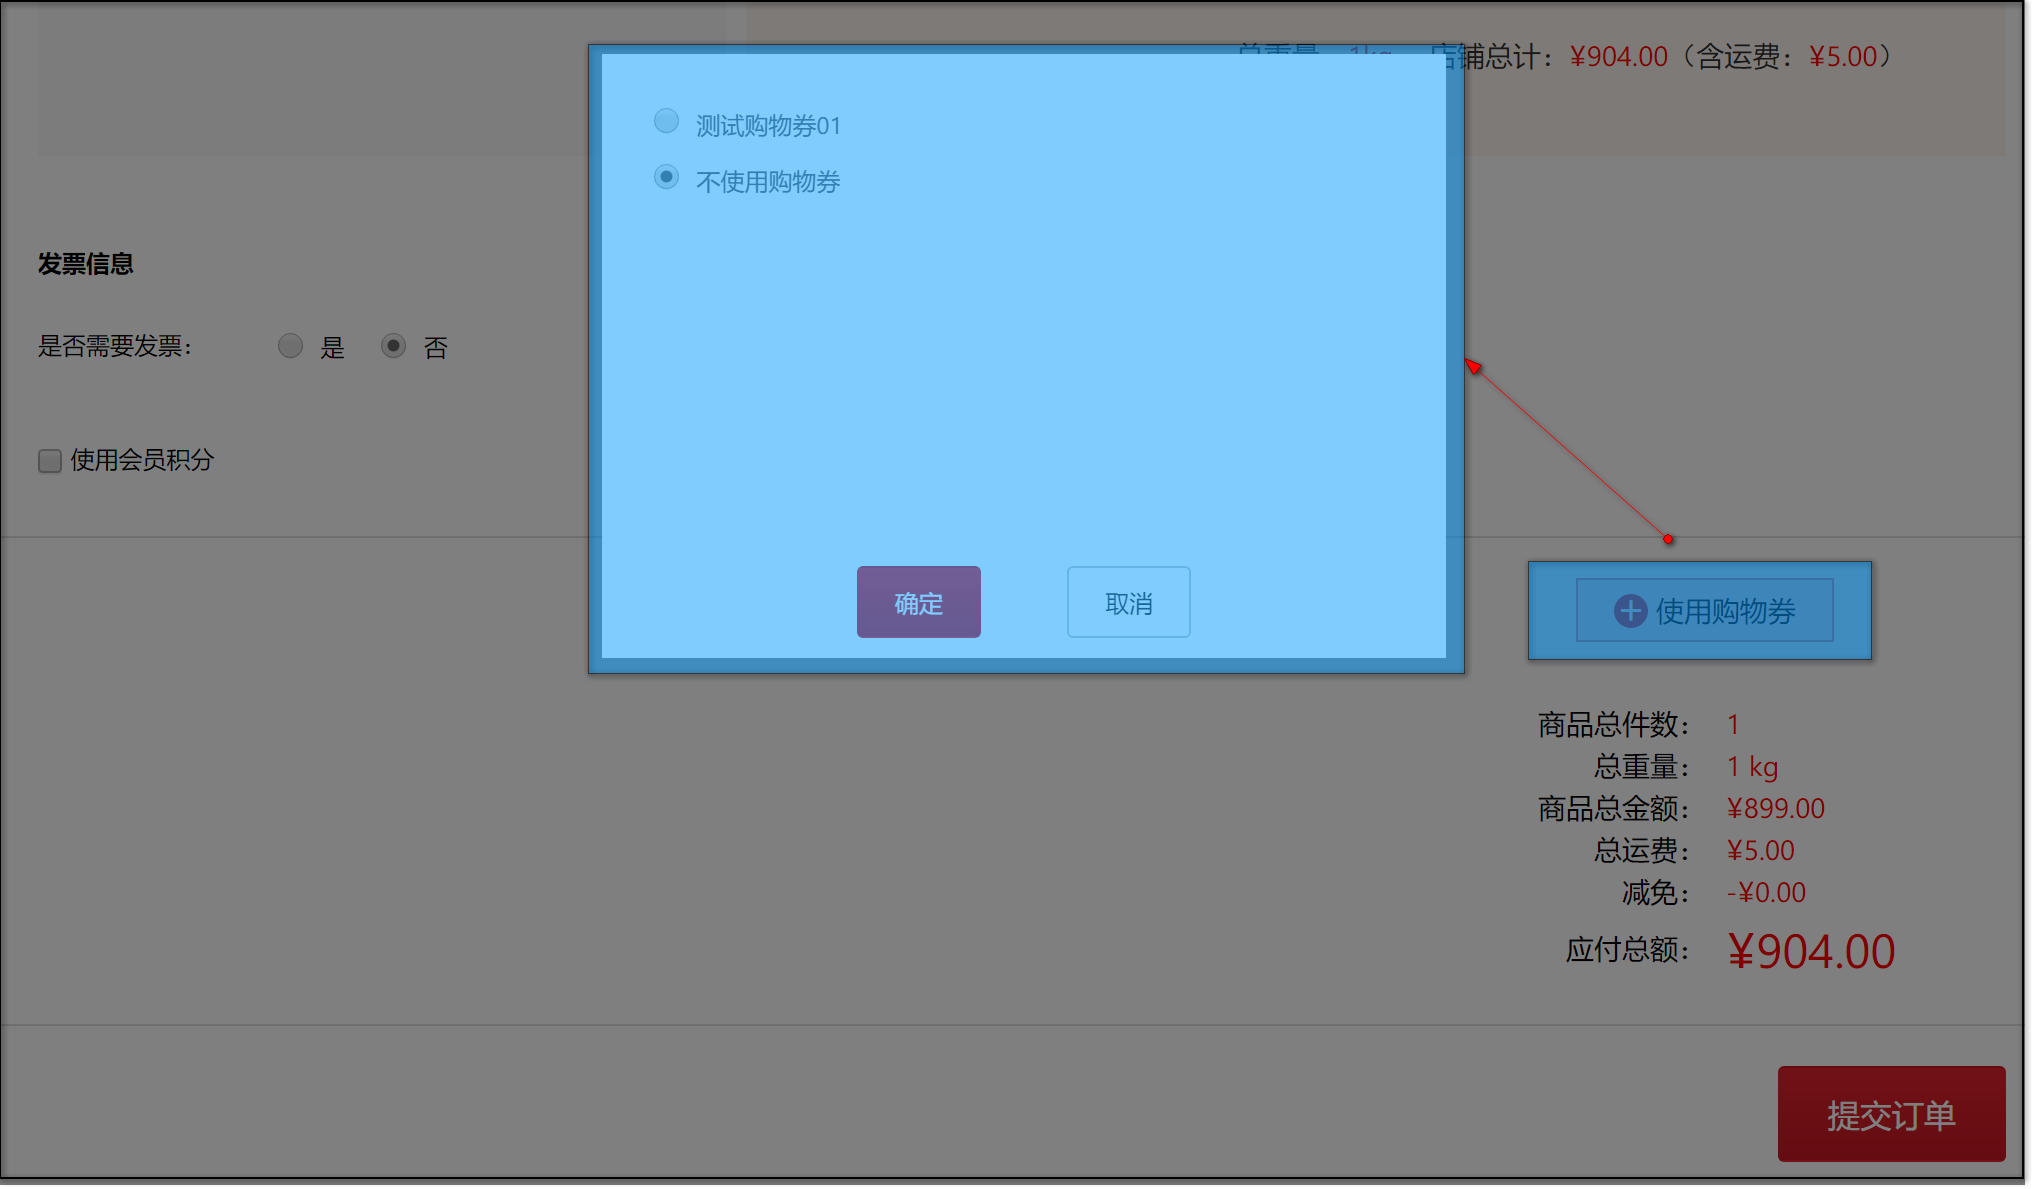 总重量 1kg 店铺总计：¥904.00（含运费：¥5.00）
测试购物券01
不使用购物券
发票信息
是否需要发票： 是 否
使用会员积分
确定 取消
使用购物券
商品总件数： 1
总重量： 1 kg
商品总金额： ¥899.00
总运费： ¥5.00
减免： -¥0.00
应付总额： ¥904.00
提交订单